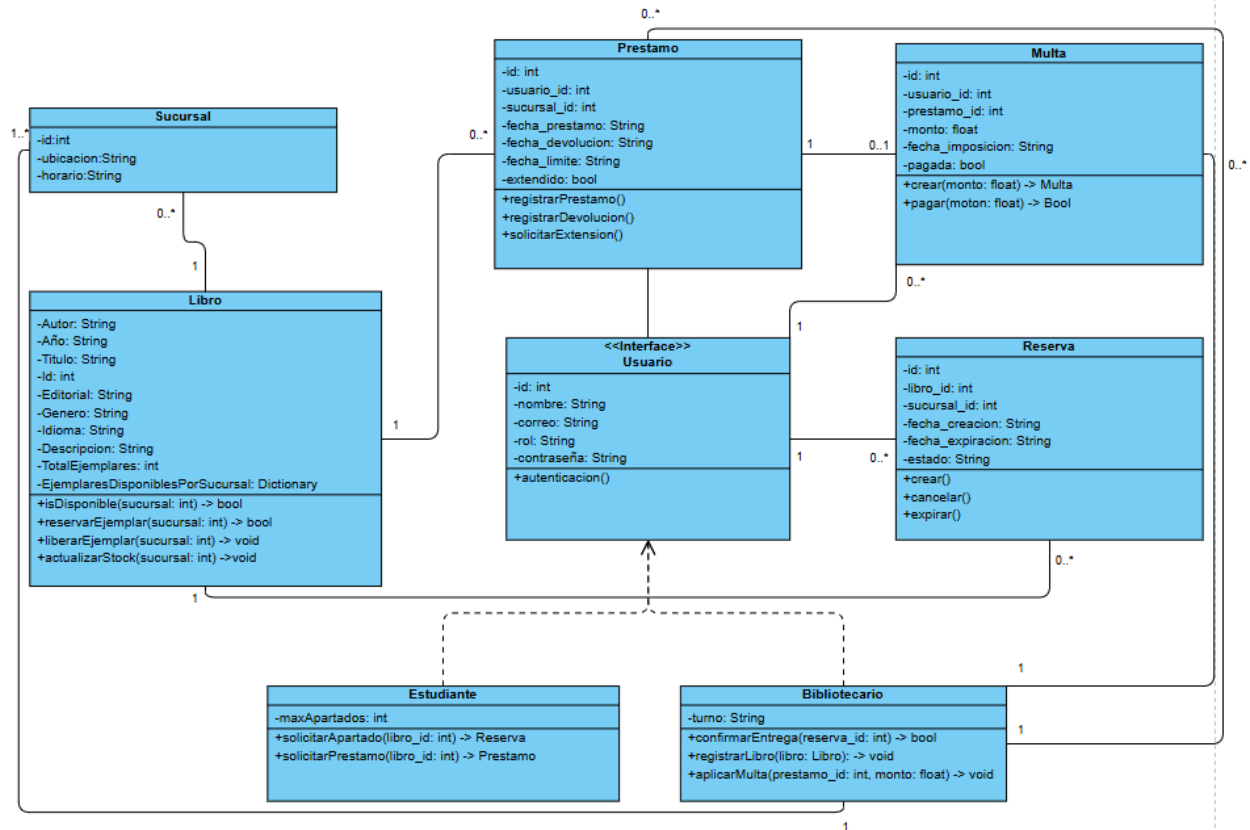 0..*
Prestamo
-id: int
-usuario_id: int
-sucursal_id: int
-fecha_prestamo: String
-fecha_devolucion: String
-fecha_limite: String
-extendido: bool
+registrarPrestamo()
+registrarDevolucion()
+solicitarExtension()
Multa
-id: int
-usuario_id: int
-prestamo_id: int
-monto: float
-fecha_imposicion: String
-pagada: bool
+crear(monto: float) -> Multa
+pagar(moton: float) -> Bool
Sucursal
-id:int
-ubicacion:String
-horario:String
1..*
0..*
1
0..1
0..*
0..*
1
0..*
1
Libro
-Autor: String
-Año: String
-Titulo: String
-Id: int
-Editorial: String
-Genero: String
-Idioma: String
-Descripcion: String
-TotalEjemplares: int
-EjemplaresDisponiblesPorSucursal: Dictionary
+isDisponible(sucursal: int) -> bool
+reservarEjemplar(sucursal: int) -> bool
+liberarEjemplar(sucursal: int) -> void
+actualizarStock(sucursal: int) ->void
1
<<Interface>>
Usuario
-id: int
-nombre: String
-correo: String
-rol: String
-contraseña: String
+autenticacion()
Reserva
-id: int
-libro_id: int
-sucursal_id: int
-fecha_creacion: String
-fecha_expiracion: String
-estado: String
+crear()
+cancelar()
+expirar()
1
0..*
0..*
1
1
Estudiante
-maxApartados: int
+solicitarApartado(libro_id: int) -> Reserva
+solicitarPrestamo(libro_id: int) -> Prestamo
Bibliotecario
-turno: String
+confirmarEntrega(reserva_id: int) -> bool
+registrarLibro(libro: Libro): -> void
+aplicarMulta(prestamo_id: int, monto: float) -> void
1
1